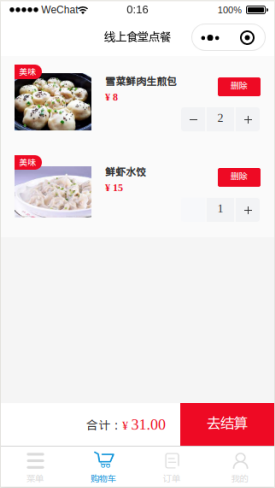 WeChat 0:16 100%
线上食堂点餐
美味
雪菜鲜肉生煎包
¥ 8
删除
− 2 +
美味
鲜虾水饺
¥ 15
删除
1 +
合计：¥ 31.00 去结算
菜单 购物车 订单 我的